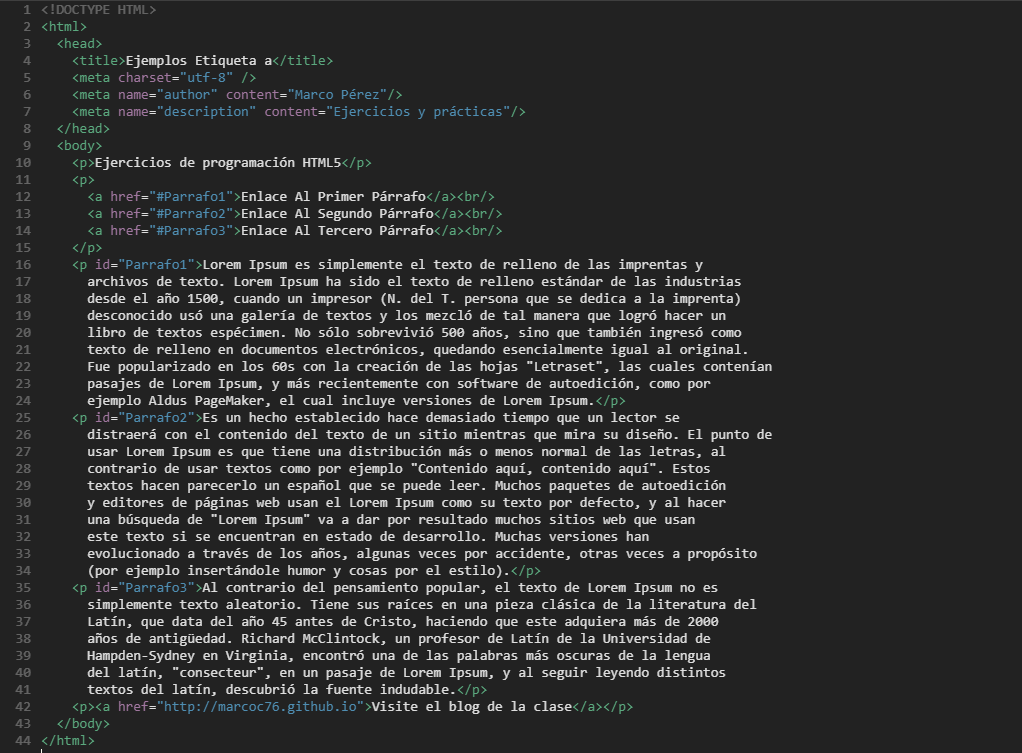 1 <!DOCTYPE HTML>
2 <html>
3 <head>
4 <title>Ejemplos Etiqueta a</title>
5 <meta charset="utf-8" />
6 <meta name="author" content="Marco Pérez"/>
7 <meta name="description" content="Ejercicios y prácticas"/>
8 </head>
9 <body>
10 <p>Ejercicios de programación HTML5</p>
11 <p>
12 <a href="#Parrafo1">Enlace Al Primer Párrafo</a><br/>
13 <a href="#Parrafo2">Enlace Al Segundo Párrafo</a><br/>
14 <a href="#Parrafo3">Enlace Al Tercero Párrafo</a><br/>
15 </p>
16 <p id="Parrafo1">Lorem Ipsum es simplemente el texto de relleno de las imprentas y
17 archivos de texto. Lorem Ipsum ha sido el texto de relleno estándar de las industrias
18 desde el año 1500, cuando un impresor (N. del T. persona que se dedica a la imprenta)
19 desconocido usó una galería de textos y los mezcló de tal manera que logró hacer un
20 libro de textos espécimen. No sólo sobrevivió 500 años, sino que también ingresó como
21 texto de relleno en documentos electrónicos, quedando esencialmente igual al original.
22 Fue popularizado en los 60s con la creación de las hojas "Letraset", las cuales contenían
23 pasajes de Lorem Ipsum, y más recientemente con software de autoedición, como por
24 ejemplo Aldus PageMaker, el cual incluye versiones de Lorem Ipsum.</p>
25 <p id="Parrafo2">Es un hecho establecido hace demasiado tiempo que un lector se
26 distraerá con el contenido del texto de un sitio mientras que mira su diseño. El punto de
27 usar Lorem Ipsum es que tiene una distribución más o menos normal de las letras, al
28 contrario de usar textos como por ejemplo "Contenido aquí, contenido aquí". Estos
29 textos hacen parecerlo un español que se puede leer. Muchos paquetes de autoedición
30 y editores de páginas web usan el Lorem Ipsum como su texto por defecto, y al hacer
31 una búsqueda de "Lorem Ipsum" va a dar por resultado muchos sitios web que usan
32 este texto si se encuentran en estado de desarrollo. Muchas versiones han
33 evolucionado a través de los años, algunas veces por accidente, otras veces a propósito
34 (por ejemplo insertándole humor y cosas por el estilo).</p>
35 <p id="Parrafo3">Al contrario del pensamiento popular, el texto de Lorem Ipsum no es
36 simplemente texto aleatorio. Tiene sus raíces en una pieza clásica de la literatura del
37 Latín, que data del año 45 antes de Cristo, haciendo que este adquiera más de 2000
38 años de antigüedad. Richard McClintock, un profesor de Latín de la Universidad de
39 Hampden-Sydney en Virginia, encontró una de las palabras más oscuras de la lengua
40 del latín, "consecteur", en un pasaje de Lorem Ipsum, y al seguir leyendo distintos
41 textos del latín, descubrió la fuente indudable.</p>
42 <p><a href="http://marcoc76.github.io">Visite el blog de la clase</a></p>
43 </body>
44 </html>